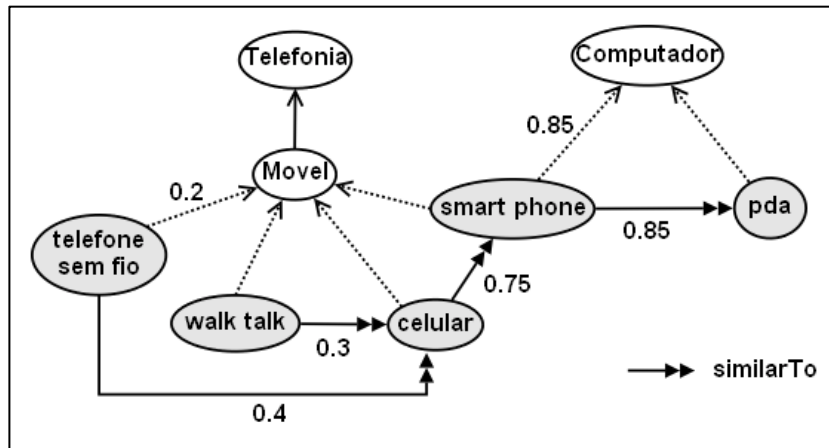 Telefonia
Computador
0.85
Movel
0.2
smart phone
pda
0.85
telefone
sem fio
0.75
walk talk
celular
0.3
similarTo
0.4